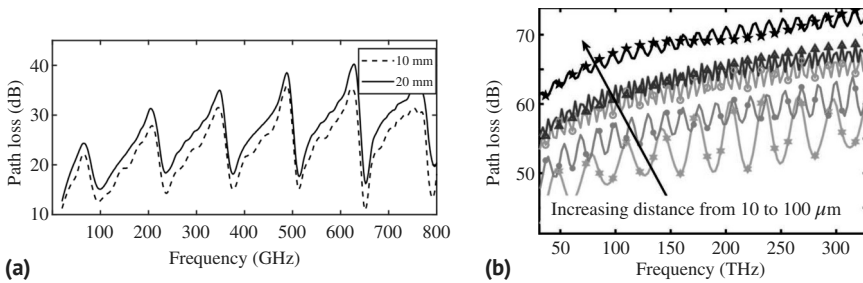 (a)
Path loss (dB)
40
30
20
10
10 mm
20 mm
100 200 300 400 500 600 700 800
Frequency (GHz)
(b)
Path loss (dB)
70
60
50
Increasing distance from 10 to 100 μm
50 100 150 200 250 300
Frequency (THz)